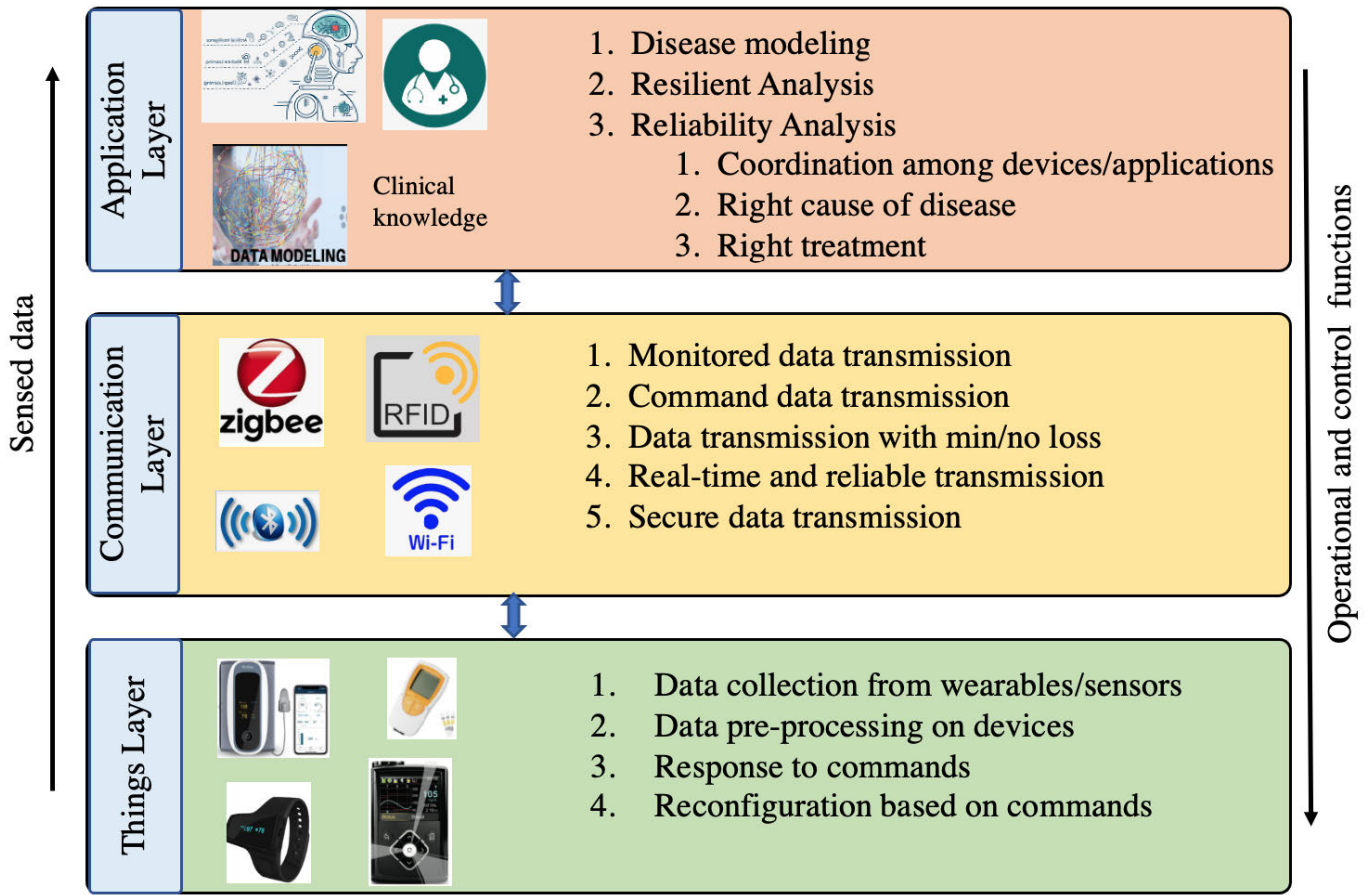 Sensed data
Application
Layer
DATA MODELING
Clinical
knowledge
1. Disease modeling
2. Resilient Analysis
3. Reliability Analysis
1. Coordination among devices/applications
2. Right cause of disease
3. Right treatment
Communication
Layer
zigbee
RFID
Wi-Fi
1. Monitored data transmission
2. Command data transmission
3. Data transmission with min/no loss
4. Real-time and reliable transmission
5. Secure data transmission
Things Layer
105
1. Data collection from wearables/sensors
2. Data pre-processing on devices
3. Response to commands
4. Reconfiguration based on commands
Operational and control functions